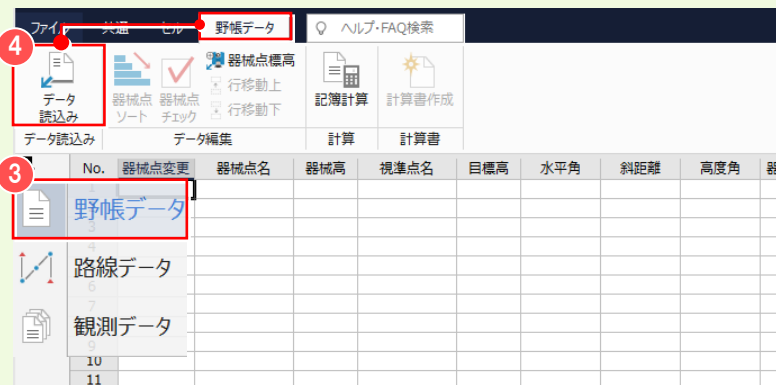 ファイル 共通 セル 野帳データ ヘルプ・FAQ検索
4
データ
読込み
器械点
ソート
器械点
チェック
器械点標高
行移動上
行移動下
記簿計算
計算書作成
データ読込み データ編集 計算 計算書
3
No. 器械点変更 器械点名 器械高 視準点名 目標高 水平角 斜距離 高度角 器
1
野帳データ
3
4
路線データ
6
7
観測データ
9
10
11